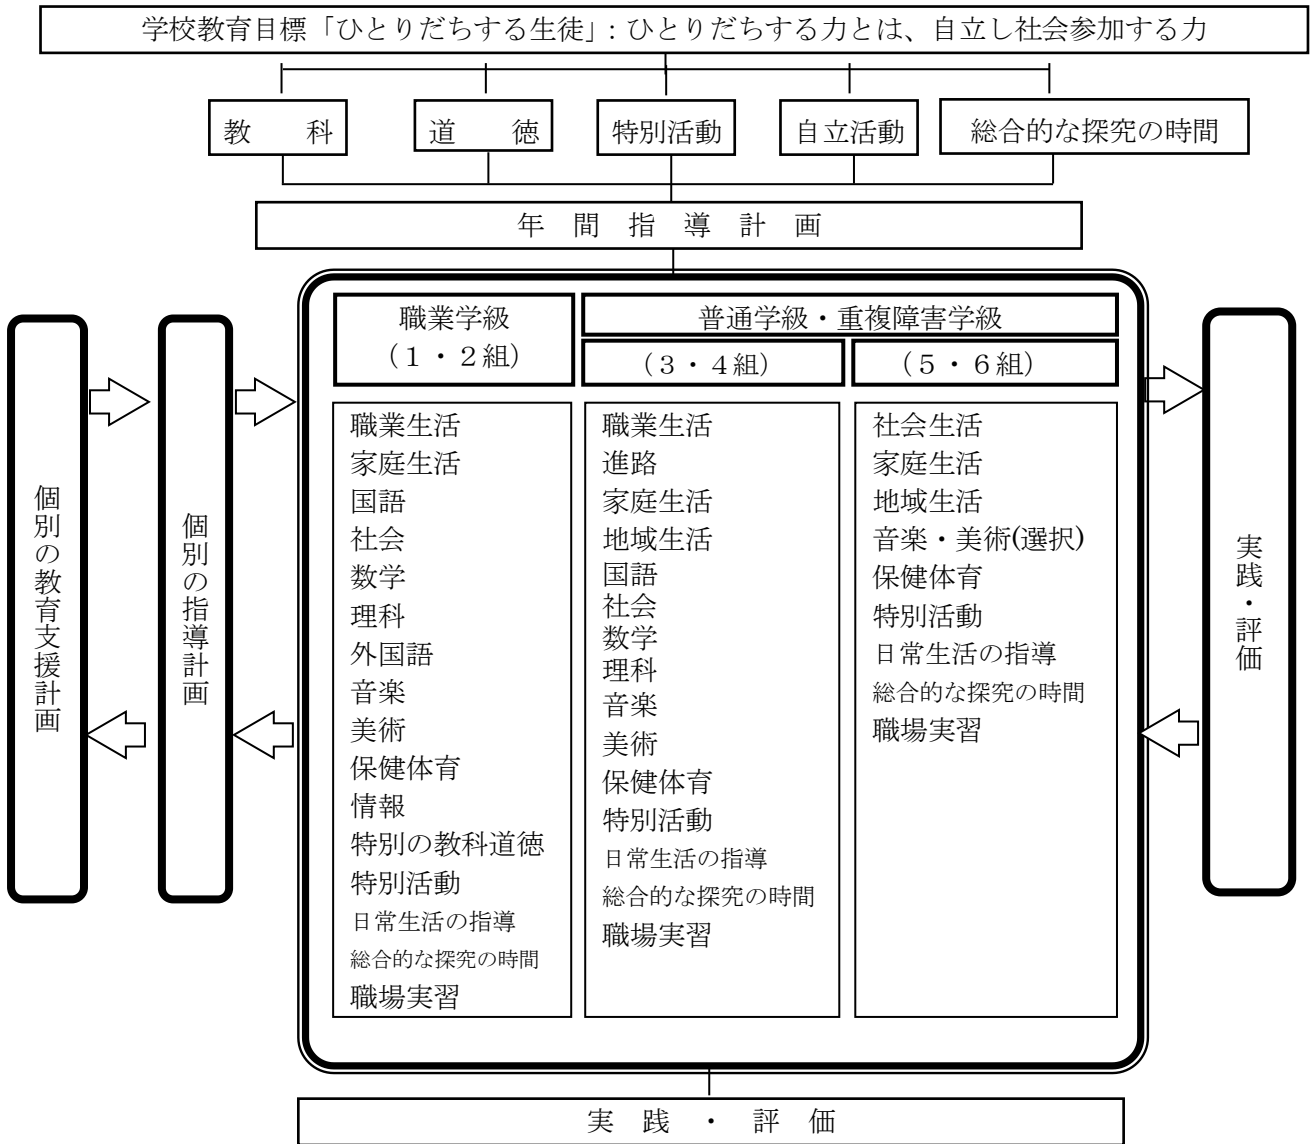 学校教育目標「ひとりだちする生徒」: ひとりだちする力とは、自立し社会参加する力
教　　科
道　　徳
特別活動
自立活動
総合的な探究の時間
年　間　指　導　計　画
個別の教育支援計画
個別の指導計画
職業学級
（１・２組）
普通学級・重複障害学級
（３・４組）
（５・６組）
職業生活
家庭生活
国語
社会
数学
理科
外国語
音楽
美術
保健体育
情報
特別の教科道徳
特別活動
日常生活の指導
総合的な探究の時間
職場実習
職業生活
進路
家庭生活
地域生活
国語
社会
数学
理科
音楽
美術
保健体育
特別活動
日常生活の指導
総合的な探究の時間
職場実習
社会生活
家庭生活
地域生活
音楽・美術(選択)
保健体育
特別活動
日常生活の指導
総合的な探究の時間
職場実習
実践・評価
実　践　・　評　価